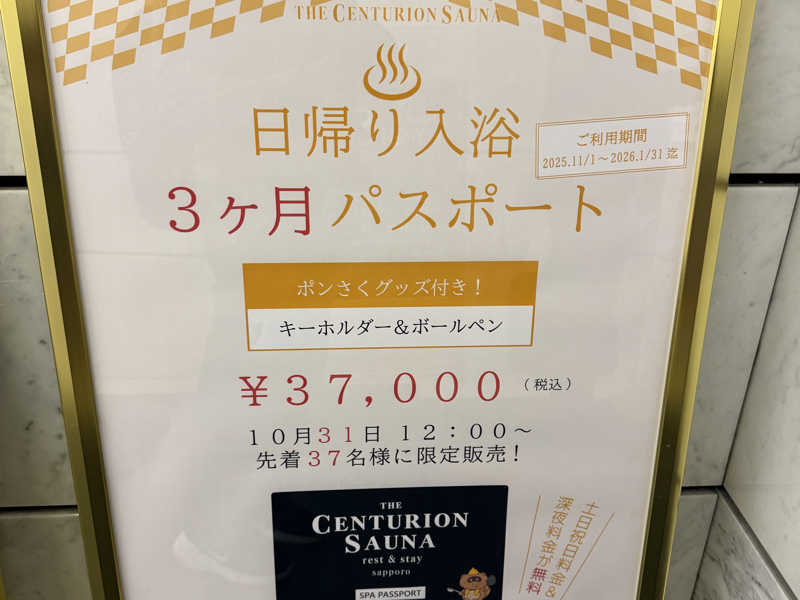 THE CENTURION SAUNA
日帰り入浴
ご利用期間
2025.11/1～2026.1/31 迄
3ヶ月 パスポート
ポンさくグッズ付き！
キーホルダー＆ボールペン
￥37,000 （税込）
10月31日 12：00～
先着37名様に限定販売！
土日祝日料金＆
深夜料金が無料
THE
CENTURION
SAUNA
rest & stay
sapporo
SPA PASSPORT